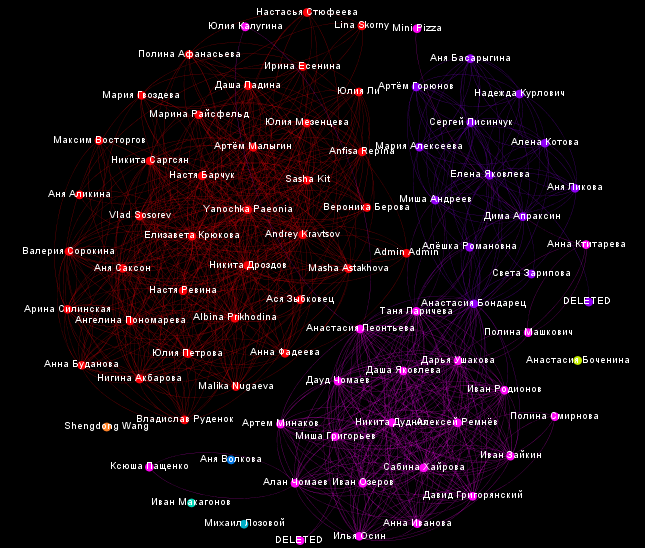 Настасья Стюфеева
Юлия Калугина
Lina Skorny
Mini Pizza
Полина Афанасьева
Аня Басарыгина
Ирина Есенина
Даша Ладина
Артём Горюнов
Мария Гвоздева
Юлия Ли
Надежда Курлович
Марина Райсфельд
Юлия Мезенцева
Сергей Лисинчук
Максим Восторгов
Алена Котова
Артём Малыгин
Мария Алексеева
Anfisa Repina
Никита Саргсян
Настя Барчук
Sasha Kit
Елена Яковлева
Аня Ликова
Аня Аликина
Миша Андреев
Vlad Sosorev
Yanochka Paeonia
Вероника Берова
Дима Апраксин
Елизавета Крюкова
Andrey Kravtsov
Анна Ктитарева
Алёшка Романовна
Валерия Сорокина
Admin Admin
Аня Саксон
Никита Дроздов
Masha Astakhova
Света Зарипова
Настя Ревина
Ася Зыбковец
Анастасия Бондарец
DELETED
Арина Силинская
Таня Ларичева
Ангелина Пономарева
Albina Prikhodina
Анастасия Леонтьева
Полина Машкович
Юлия Петрова
Анна Фадеева
Анна Буданова
Дарья Ушакова
Анастасия Боченина
Даша Яковлева
Нигина Акбарова
Дауд Чомаев
Malika Nugaeva
Иван Родионов
Владислав Руденок
Полина Смирнова
Артем Минаков
Никита Дудник
Алексей Ремнёв
Shengdong Wang
Миша Григорьев
Аня Волкова
Иван Зайкин
Ксюша Пащенко
Сабина Хайрова
Алан Чомаев
Иван Озеров
Давид Григорянский
Иван Макагонов
Михаил Лозовой
Анна Иванова
Илья Осин
DELETED